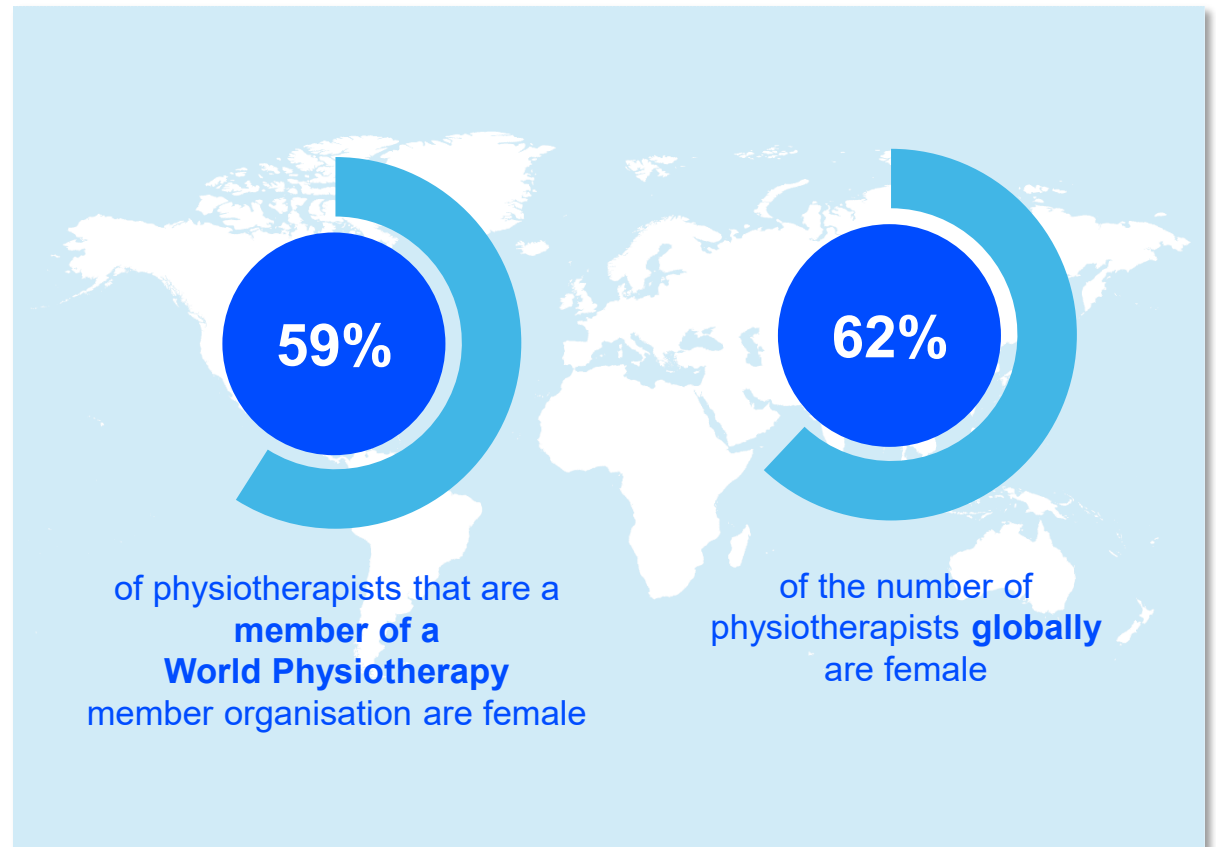 59%
of physiotherapists that are a
member of a
World Physiotherapy
member organisation are female
62%
of the number of
physiotherapists globally
are female